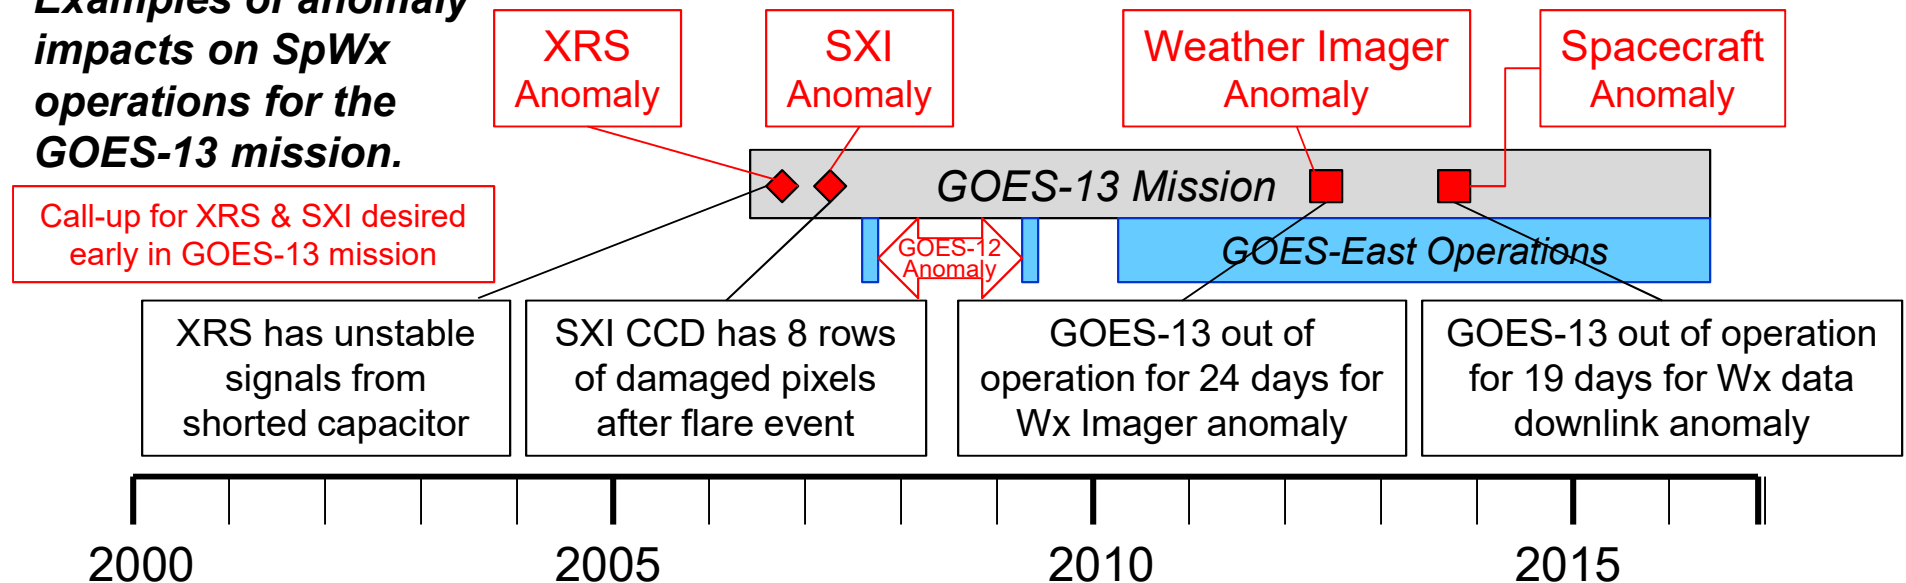 Examples of anomaly
impacts on SpWx
operations for the
GOES-13 mission.
Call-up for XRS & SXI desired
early in GOES-13 mission
XRS
Anomaly
SXI
Anomaly
Weather Imager
Anomaly
Spacecraft
Anomaly
GOES-13 Mission
GOES-12
Anomaly
GOES-East Operations
XRS has unstable
signals from
shorted capacitor
SXI CCD has 8 rows
of damaged pixels
after flare event
GOES-13 out of
operation for 24 days for
Wx Imager anomaly
GOES-13 out of operation
for 19 days for Wx data
downlink anomaly
2000
2005
2010
2015